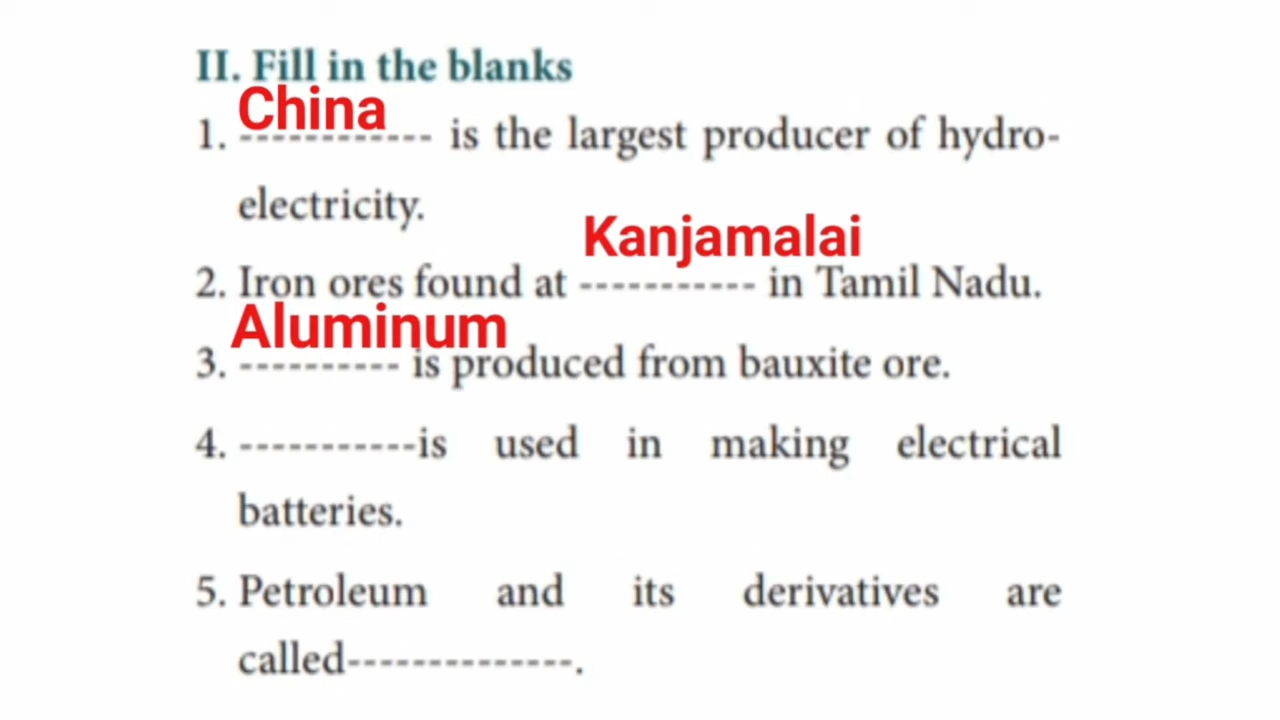 II. Fill in the blanks
China
1. ------------ is the largest producer of hydro-
electricity.
Kanjamalai
2. Iron ores found at ----------- in Tamil Nadu.
Aluminum
3. ---------- is produced from bauxite ore.
4. -----------is used in making electrical
batteries.
5. Petroleum and its derivatives are
called--------------.